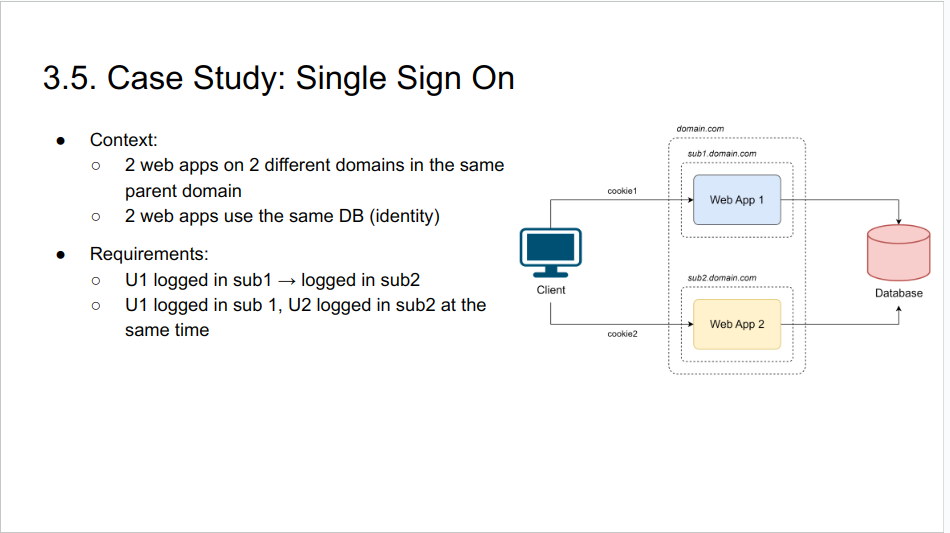 3.5. Case Study: Single Sign On
● Context:
○ 2 web apps on 2 different domains in the same
parent domain
○ 2 web apps use the same DB (identity)
● Requirements:
○ U1 logged in sub1 → logged in sub2
○ U1 logged in sub 1, U2 logged in sub2 at the
same time
domain.com
sub1.domain.com
cookie1
Web App 1
Client
sub2.domain.com
Database
Web App 2
cookie2